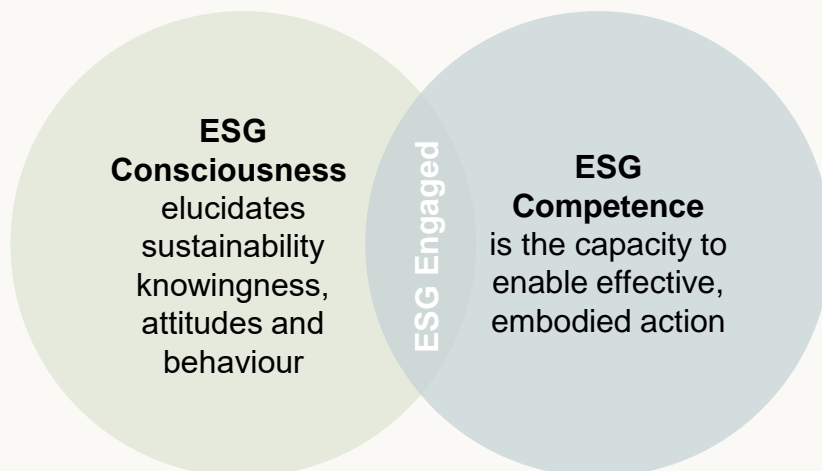 ESG
Consciousness
elucidates
sustainability
knowingness,
attitudes and
behaviour
ESG Engaged
ESG
Competence
is the capacity to
enable effective,
embodied action